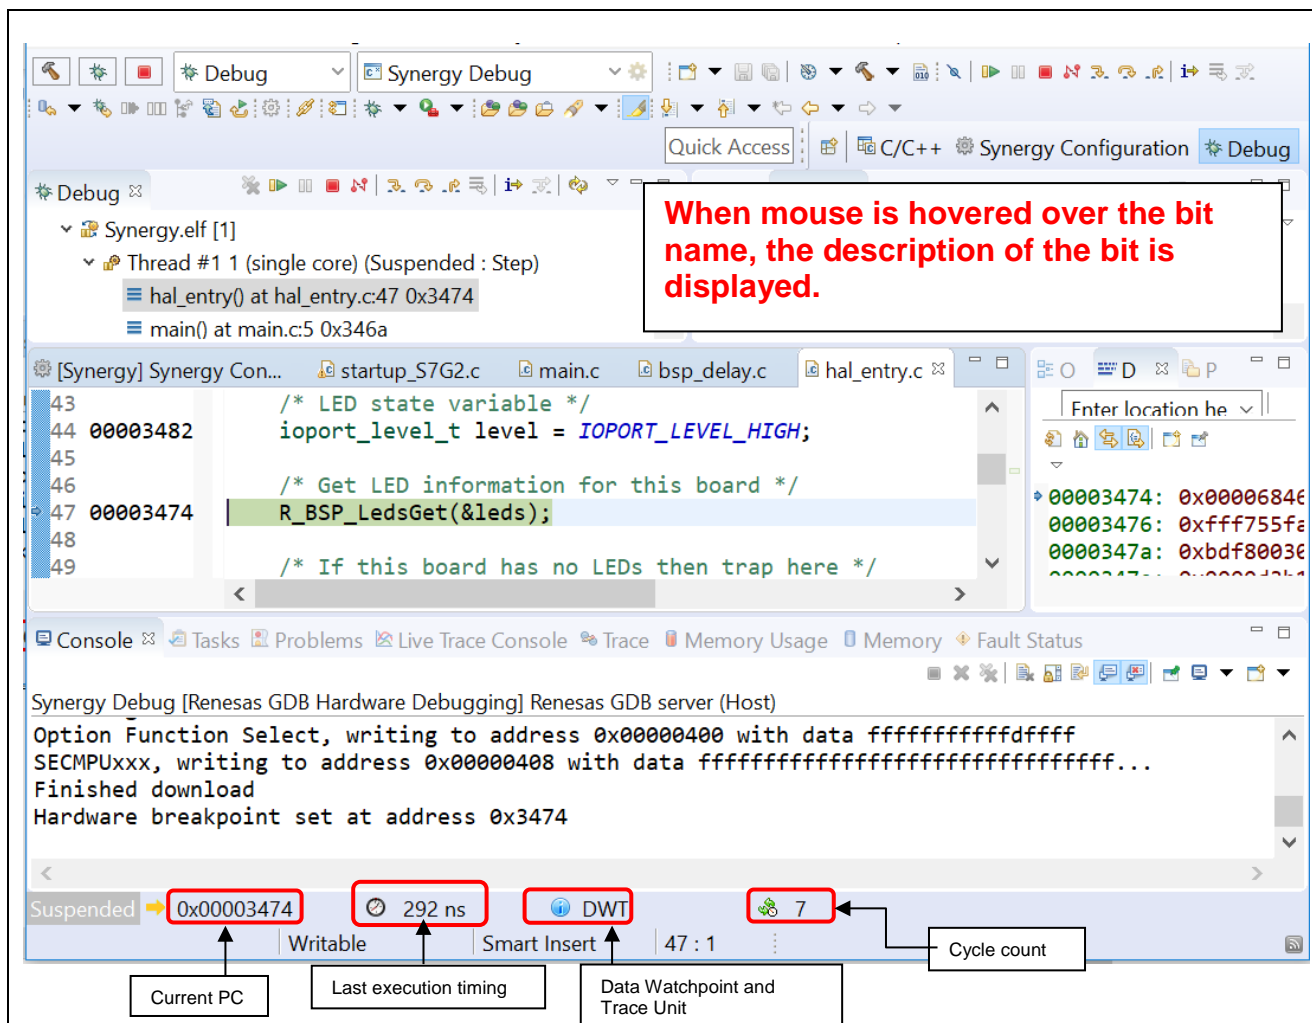 Debug
Synergy Debug
Quick Access
C/C++
Synergy Configuration
Debug
Debug
Synergy.elf [1]
Thread #1 1 (single core) (Suspended : Step)
hal_entry() at hal_entry.c:47 0x3474
main() at main.c:5 0x346a
When mouse is hovered over the bit
name, the description of the bit is
displayed.
[Synergy] Synergy Con...
startup_S7G2.c
main.c
bsp_delay.c
hal_entry.c
O
D
P
43 /* LED state variable */
44 00003482 ioport_level_t level = IOPORT_LEVEL_HIGH;
45
46 /* Get LED information for this board */
47 00003474 R_BSP_LedsGet(&leds);
48
49 /* If this board has no LEDs then trap here */
Enter location he
00003474: 0x00006846
00003476: 0xfff755fa
0000347a: 0xbdf80036
Console
Tasks
Problems
Live Trace Console
Trace
Memory Usage
Memory
Fault Status
Synergy Debug [Renesas GDB Hardware Debugging] Renesas GDB server (Host)
Option Function Select, writing to address 0x00000400 with data fffffffffffdffff
SECMPUxxx, writing to address 0x00000408 with data ffffffffffffffffffffffffffffffff...
Finished download
Hardware breakpoint set at address 0x3474
Suspended
0x00003474
292 ns
DWT
7
Writable
Smart Insert
47 : 1
Cycle count
Current PC
Last execution timing
Data Watchpoint and
Trace Unit